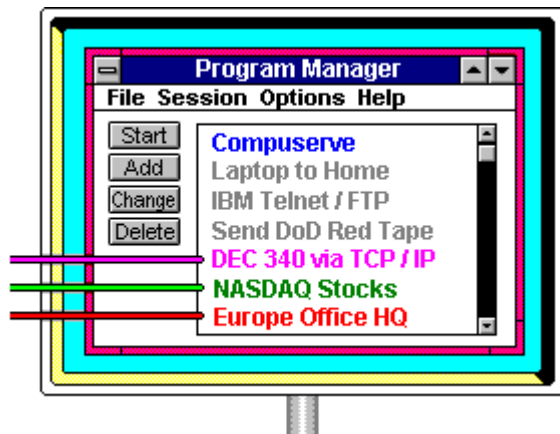 Program Manager
File Session Options Help
Start
Add
Change
Delete
Compuserve
Laptop to Home
IBM Telnet / FTP
Send DoD Red Tape
DEC 340 via TCP / IP
NASDAQ Stocks
Europe Office HQ